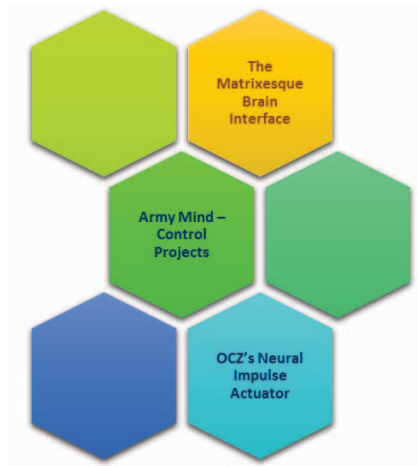 The
Matrixesque
Brain
Interface
Army Mind –
Control
Projects
OCZ's Neural
Impulse
Actuator